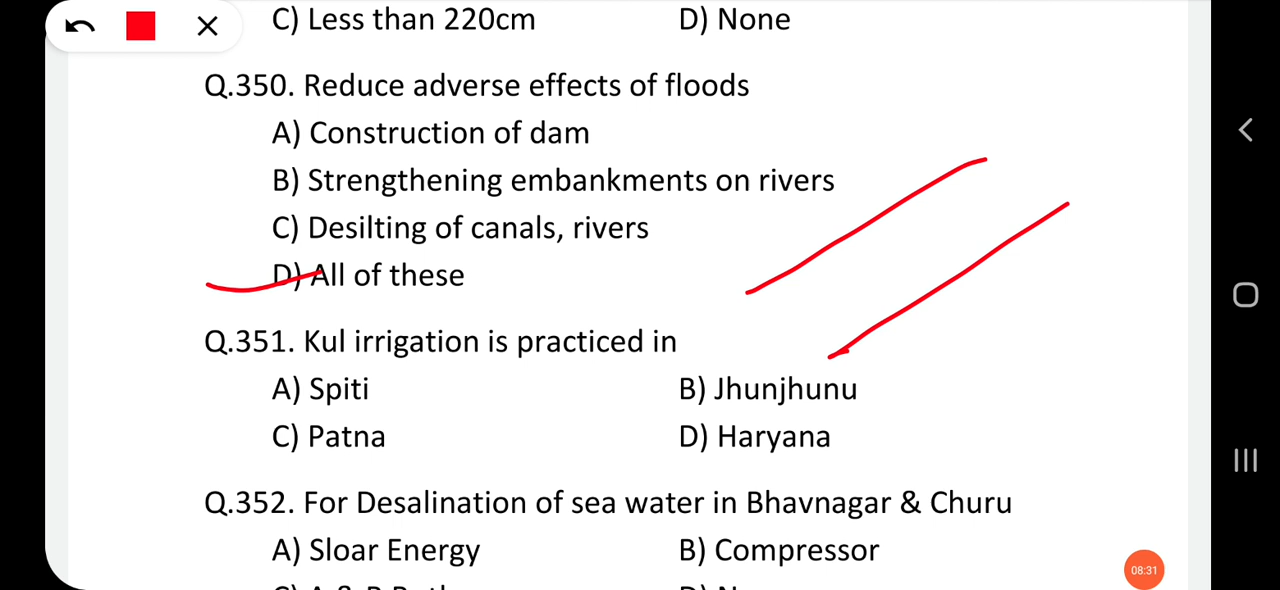 C) Less than 220cm D) None
Q.350. Reduce adverse effects of floods
A) Construction of dam
B) Strengthening embankments on rivers
C) Desilting of canals, rivers
D) All of these
Q.351. Kul irrigation is practiced in
A) Spiti B) Jhunjhunu
C) Patna D) Haryana
Q.352. For Desalination of sea water in Bhavnagar & Churu
A) Sloar Energy B) Compressor
08:31